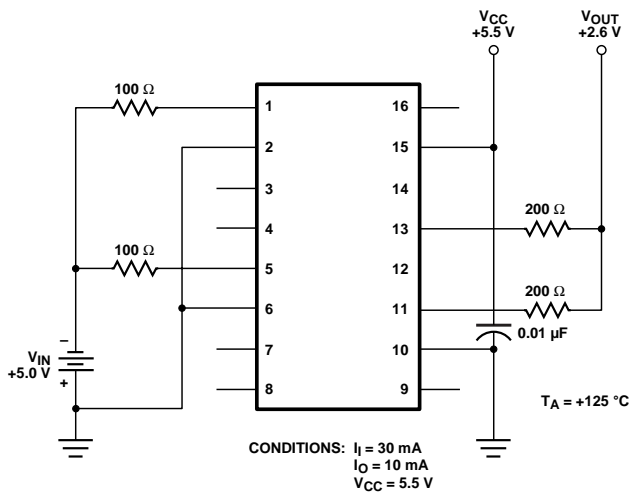 VCC
+5.5 V
VOUT
+2.6 V
100 Ω
1
16
2
15
3
14
4
200 Ω
13
100 Ω
5
12
6
200 Ω
11
0.01 µF
VIN
+5.0 V
−
+
7
10
8
9
TA = +125 °C
CONDITIONS: II = 30 mA
IO = 10 mA
VCC = 5.5 V